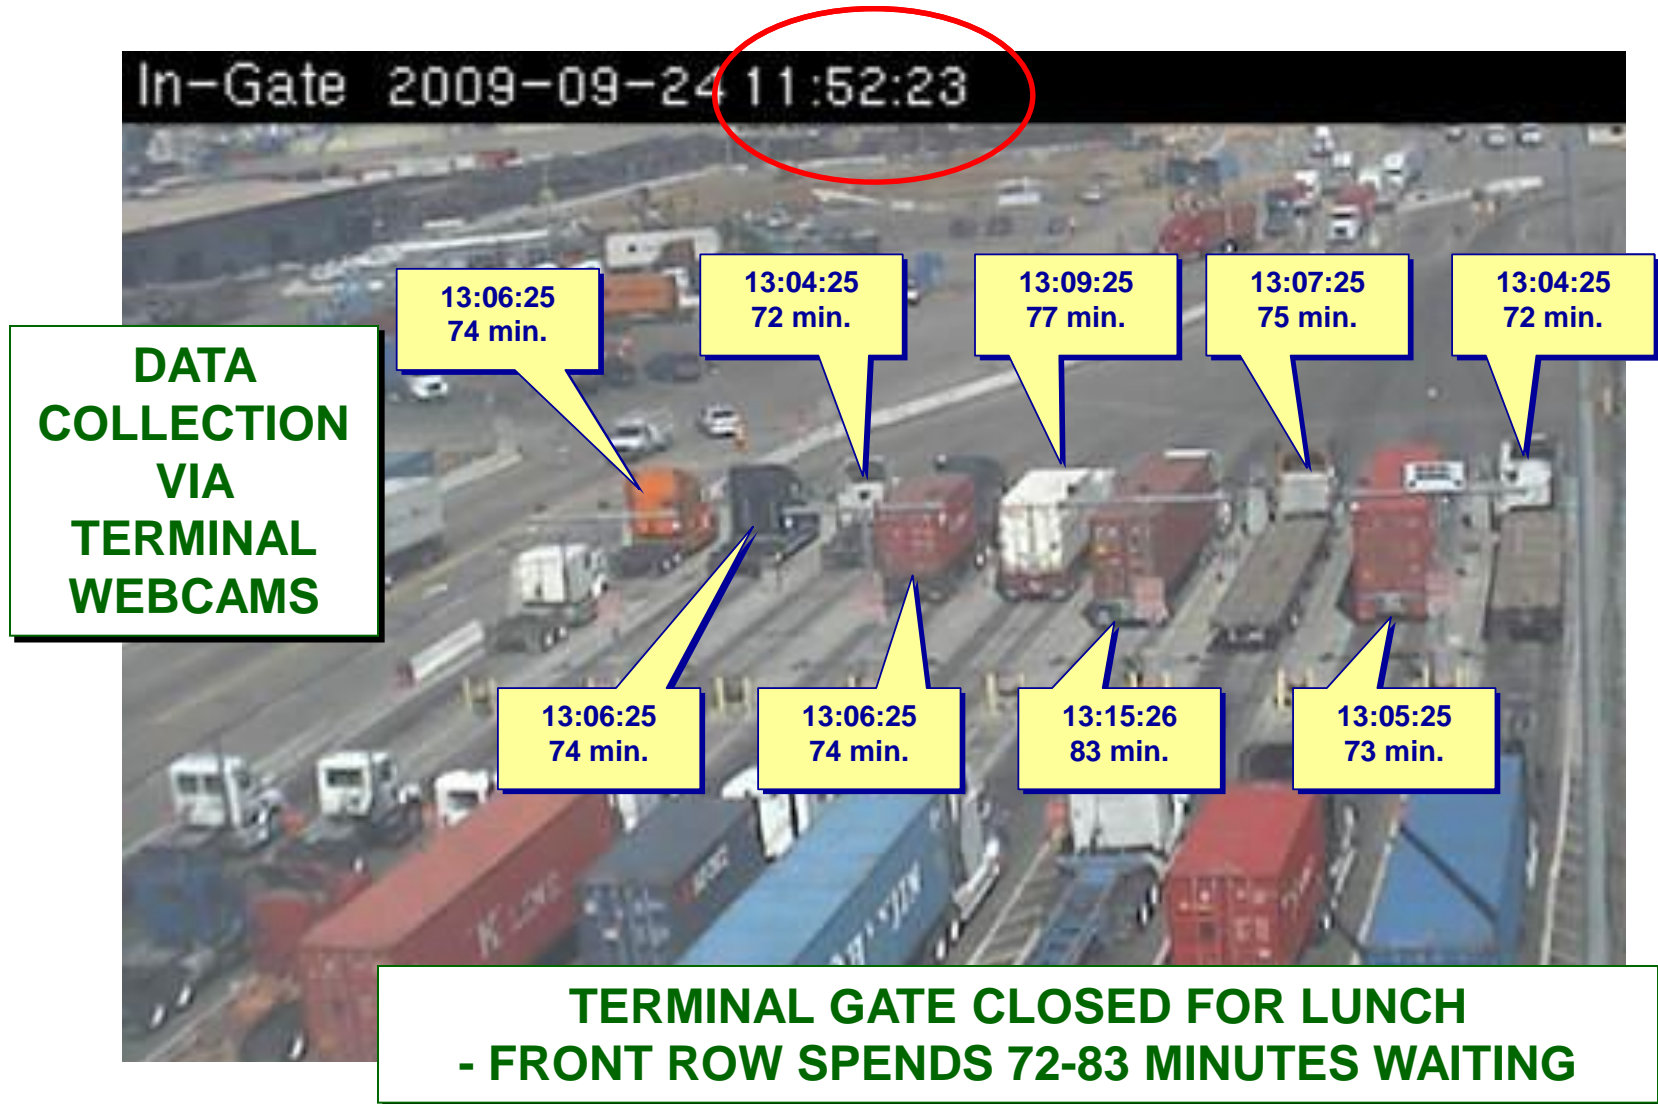 In-Gate 2009-09-24 11:52:23
13:06:25
74 min.
13:04:25
72 min.
13:09:25
77 min.
13:07:25
75 min.
13:04:25
72 min.
DATA
COLLECTION
VIA
TERMINAL
WEBCAMS
13:06:25
74 min.
13:06:25
74 min.
13:15:26
83 min.
13:05:25
73 min.
K LINE
TERMINAL GATE CLOSED FOR LUNCH
- FRONT ROW SPENDS 72-83 MINUTES WAITING